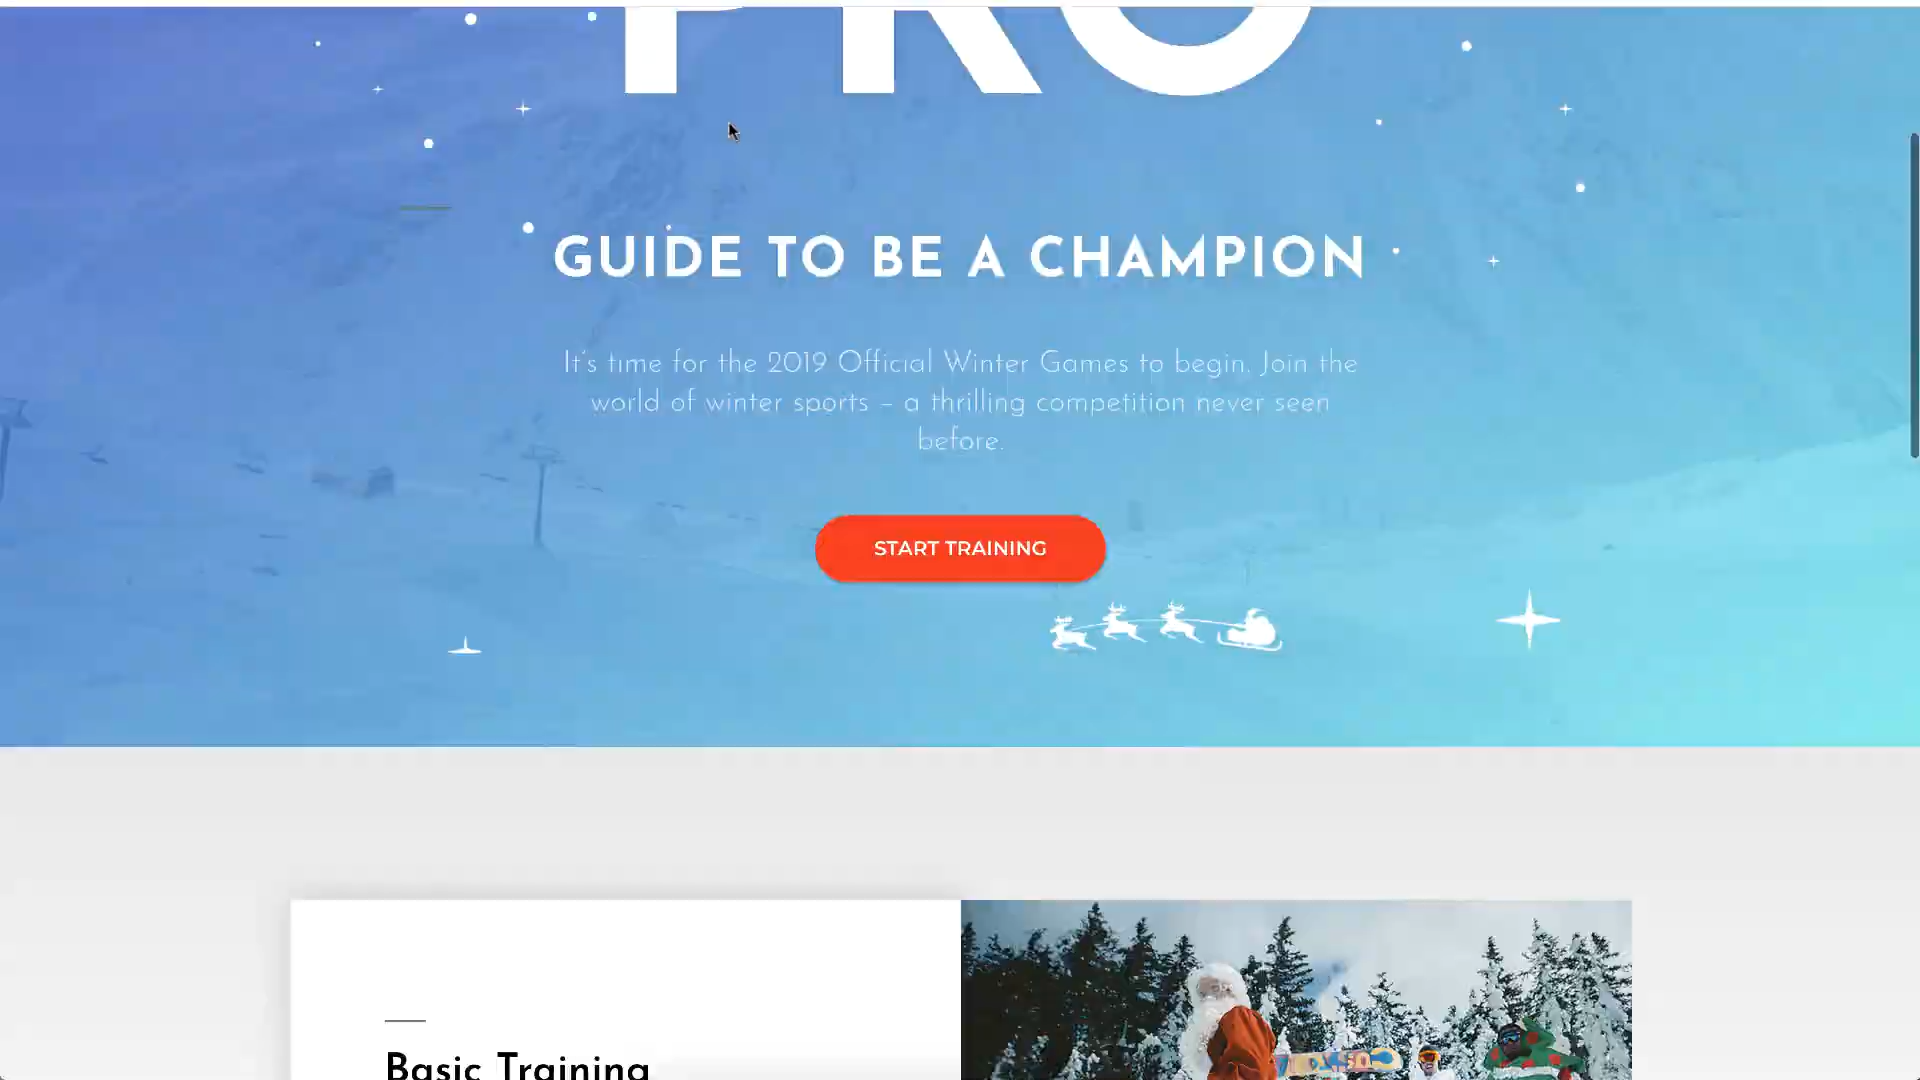 PRO
GUIDE TO BE A CHAMPION
It's time for the 2019 Official Winter Games to begin. Join the
world of winter sports – a thrilling competition never seen
before.
START TRAINING
Basic Training